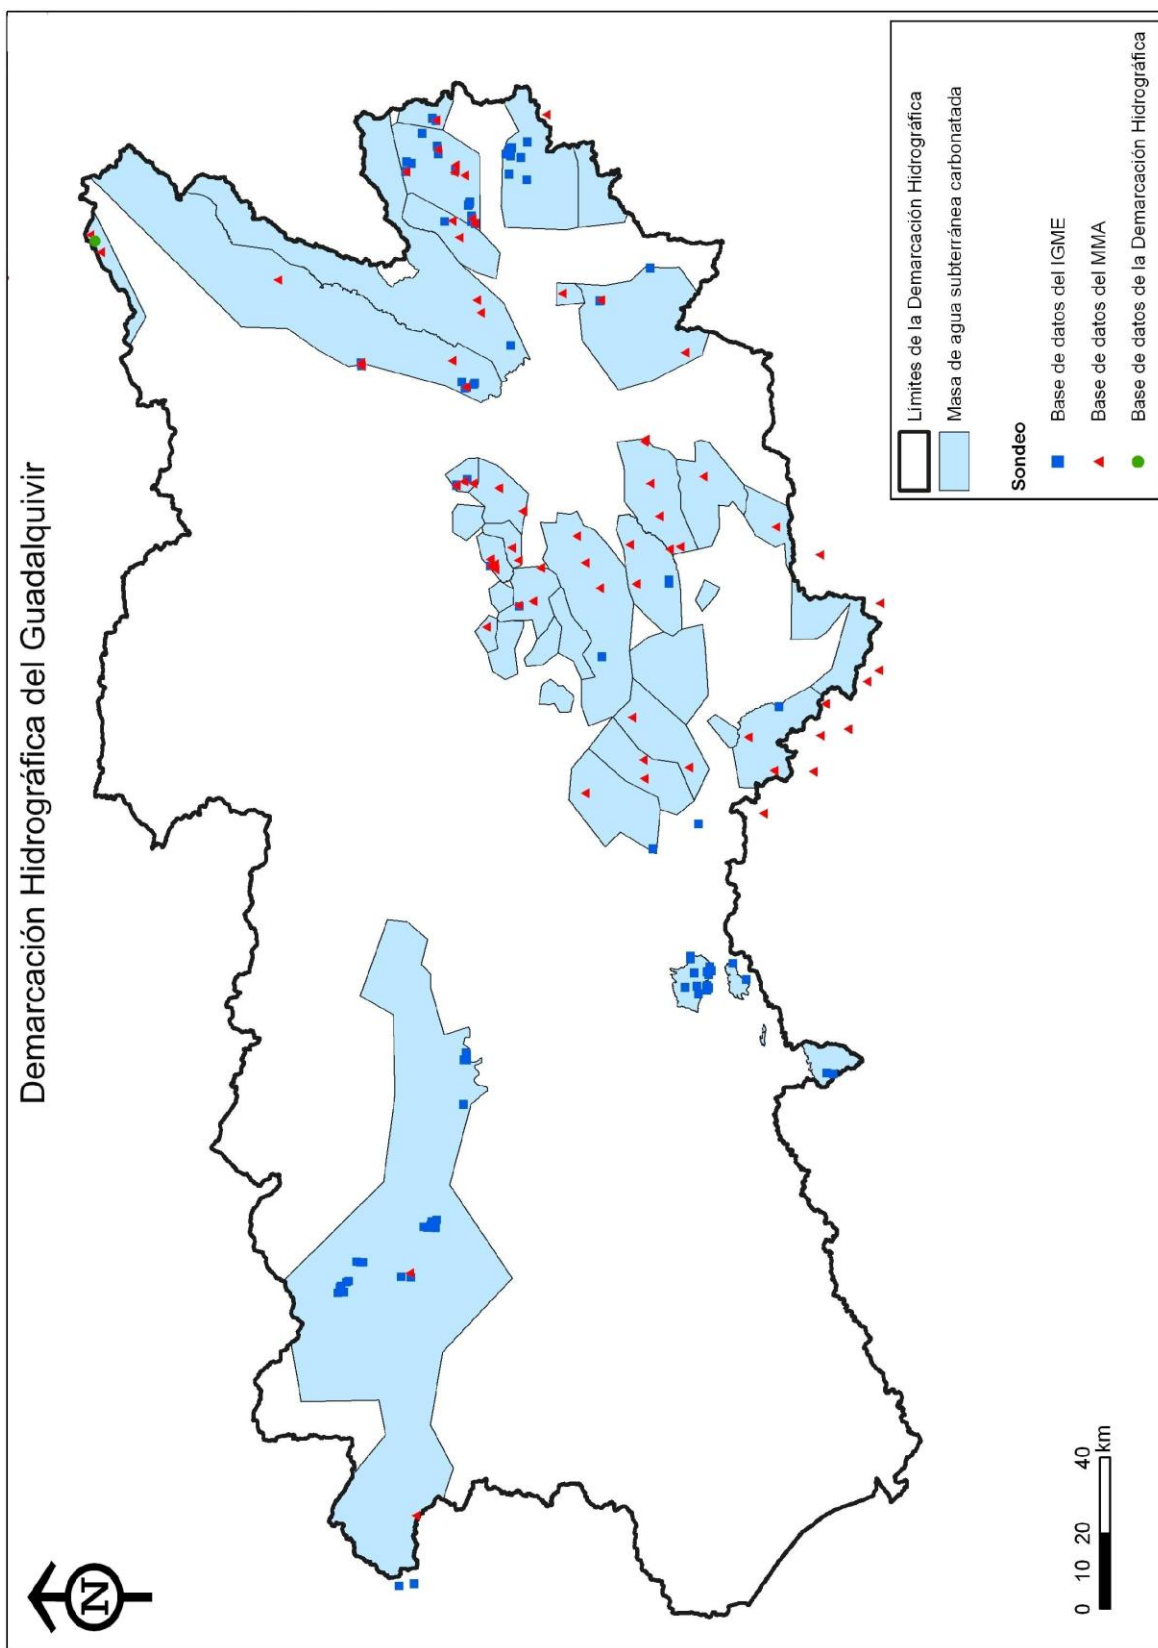 Demarcación Hidrográfica del Guadalquivir
N
Límites de la Demarcación Hidrográfica
Masa de agua subterránea carbonatada
Sondeo
Base de datos del IGME
Base de datos del MMA
Base de datos de la Demarcación Hidrográfica
0 10 20 40
km